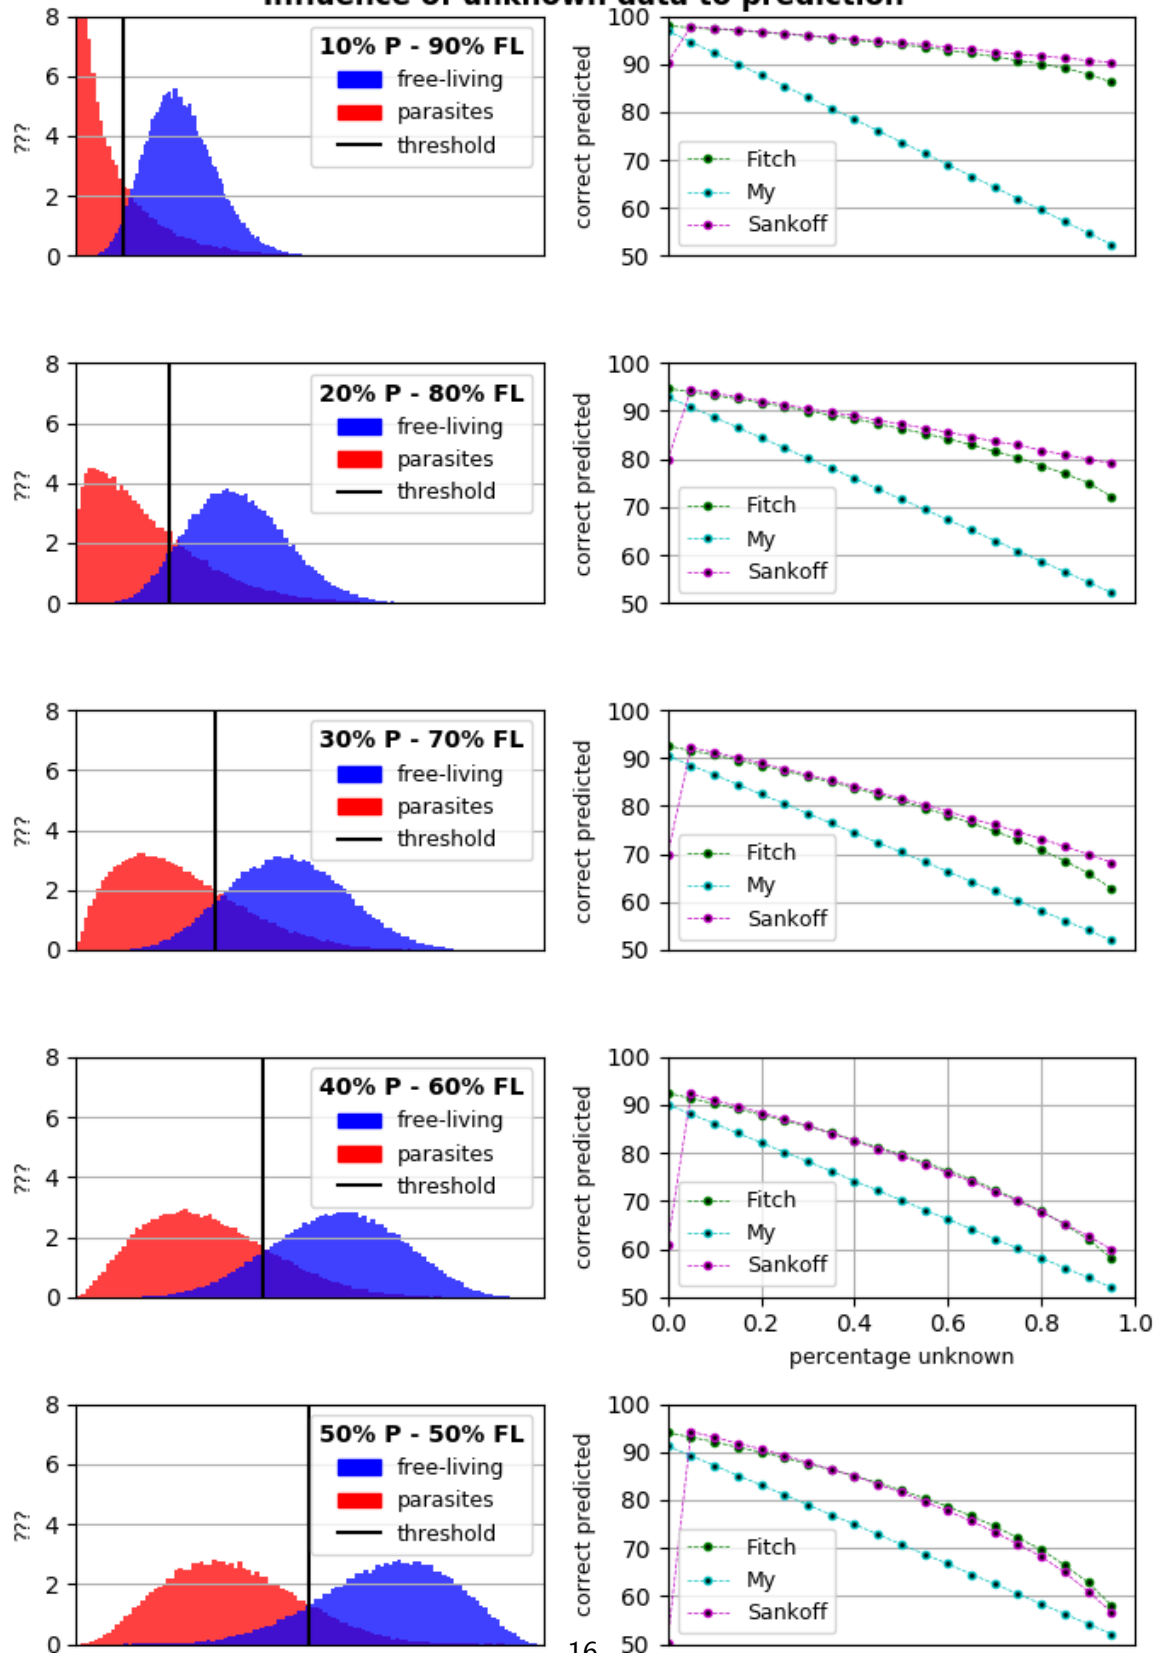 Influence of unknown data to prediction
8
6
4
2
0
???
10% P - 90% FL
free-living
parasites
threshold
100
90
80
70
60
50
correct predicted
Fitch
My
Sankoff
8
6
4
2
0
???
20% P - 80% FL
free-living
parasites
threshold
100
90
80
70
60
50
correct predicted
Fitch
My
Sankoff
8
6
4
2
0
???
30% P - 70% FL
free-living
parasites
threshold
100
90
80
70
60
50
correct predicted
Fitch
My
Sankoff
8
6
4
2
0
???
40% P - 60% FL
free-living
parasites
threshold
100
90
80
70
60
50
correct predicted
Fitch
My
Sankoff
0.0 0.2 0.4 0.6 0.8 1.0
percentage unknown
8
6
4
2
0
???
50% P - 50% FL
free-living
parasites
threshold
100
90
80
70
60
50
correct predicted
Fitch
My
Sankoff
16